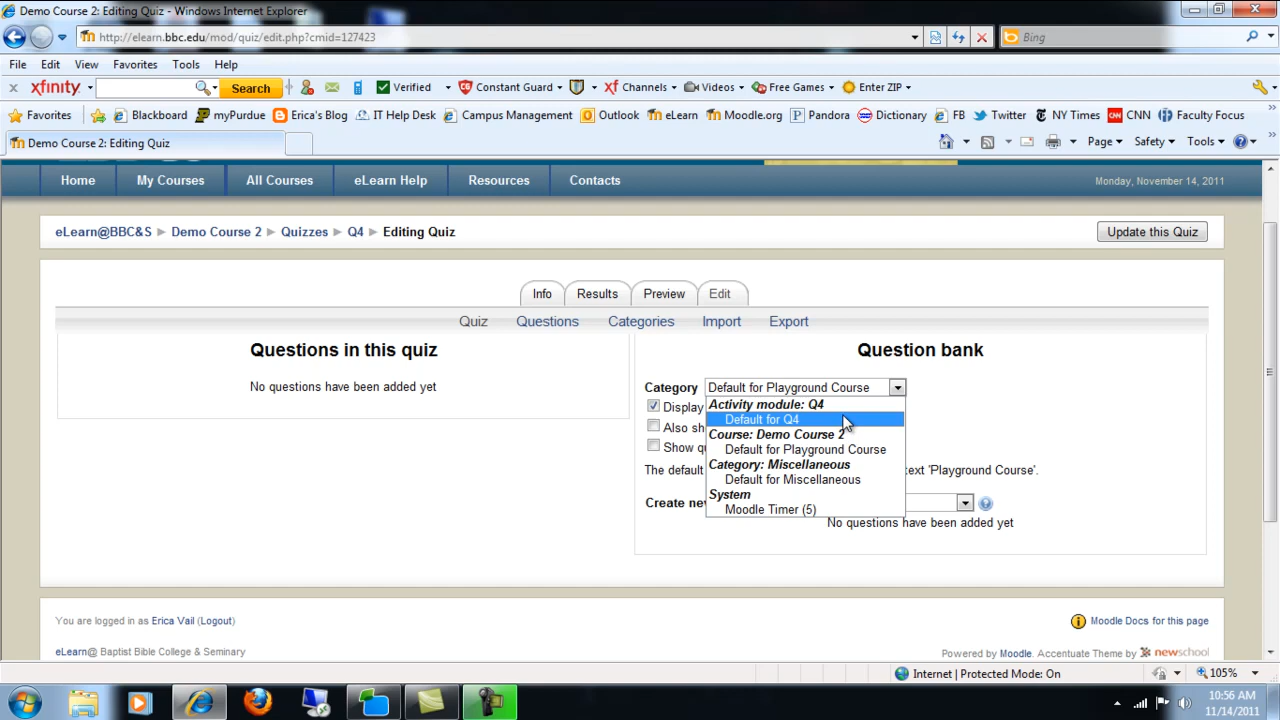 Demo Course 2: Editing Quiz - Windows Internet Explorer
http://elearn.bbc.edu/mod/quiz/edit.php?cmid=127423
Bing
File Edit View Favorites Tools Help
xfinity Search Verified Constant Guard Channels Videos Free Games Enter ZIP
Favorites Blackboard myPurdue Erica's Blog IT Help Desk Campus Management Outlook eLearn Moodle.org Pandora Dictionary FB Twitter NY Times CNN Faculty Focus
Demo Course 2: Editing Quiz
Page Safety Tools
Home My Courses All Courses eLearn Help Resources Contacts
Monday, November 14, 2011
eLearn@BBC&S Demo Course 2 Quizzes Q4 Editing Quiz
Update this Quiz
Info Results Preview Edit
Quiz Questions Categories Import Export
Questions in this quiz
No questions have been added yet
Question bank
Category Default for Playground Course
Activity module: Q4
Default for Q4
Course: Demo Course 2
Default for Playground Course
Category: Miscellaneous
Default for Miscellaneous
System
Moodle Timer (5)
Display
Also sh
Show q
The default
text 'Playground Course'.
Create nev
No questions have been added yet
You are logged in as Erica Vail (Logout)
Moodle Docs for this page
eLearn@ Baptist Bible College & Seminary
Powered by Moodle. Accentuate Theme by newschool
Internet | Protected Mode: On
105%
10:56 AM
11/14/2011